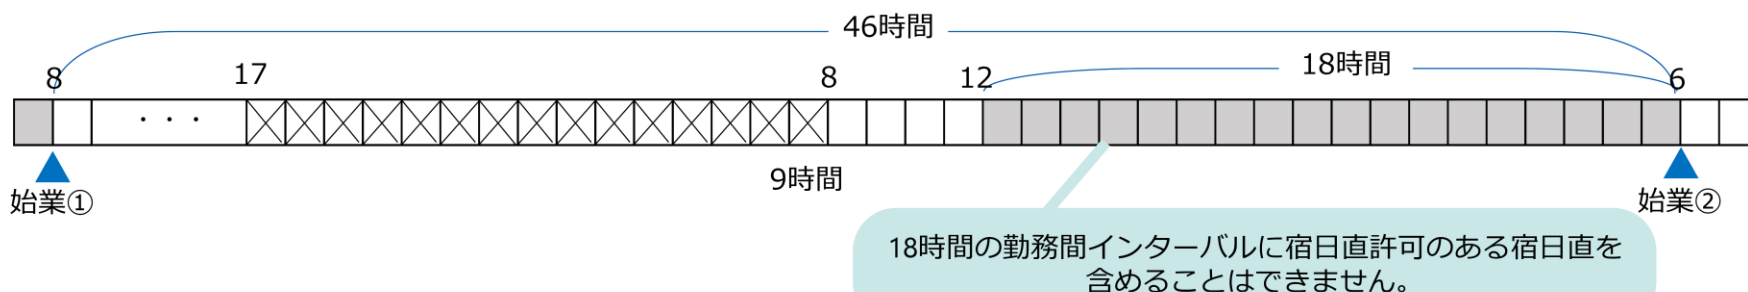 46時間
18時間
8
17
8
12
6
・・・
9時間
始業①
始業②
18時間の勤務間インターバルに宿日直許可のある宿日直を
含めることはできません。